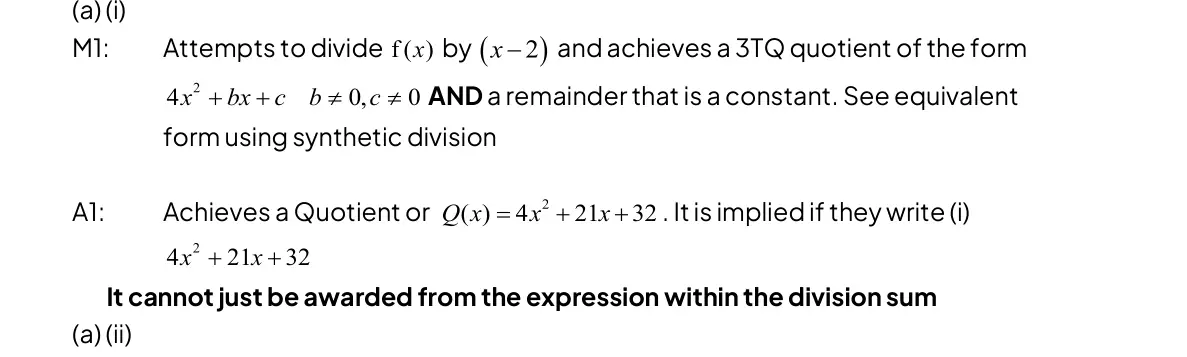 (a)(i)
M1: Attempts to divide f(x) by (x−2) and achieves a 3TQ quotient of the form
4x² + bx + c b ≠ 0, c ≠ 0 AND a remainder that is a constant. See equivalent
form using synthetic division
A1: Achieves a Quotient or Q(x) = 4x² + 21x + 32 . It is implied if they write (i)
4x² + 21x + 32
It cannot just be awarded from the expression within the division sum
(a)(ii)